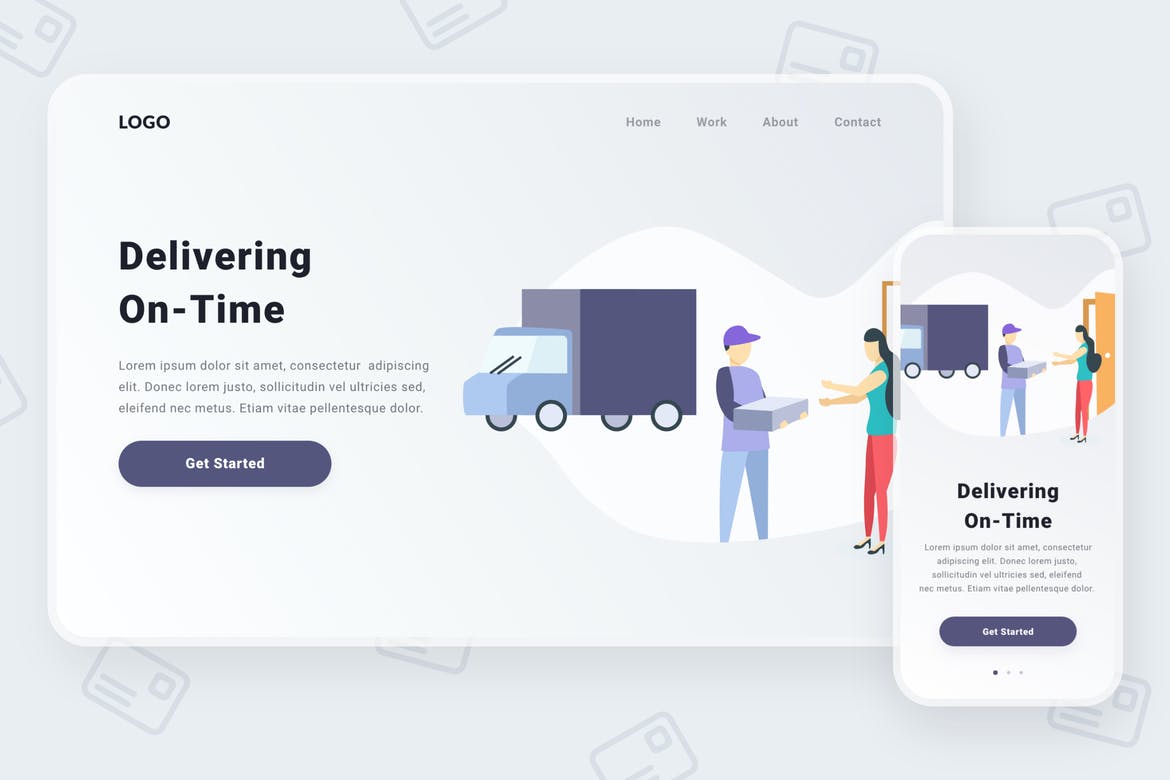 LOGO
Home Work About Contact
Delivering
On-Time
Lorem ipsum dolor sit amet, consectetur adipiscing
elit. Donec lorem justo, sollicitudin vel ultricies sed,
eleifend nec metus. Etiam vitae pellentesque dolor.
Get Started
Delivering
On-Time
Lorem ipsum dolor sit amet, consectetur
adipiscing elit. Donec lorem justo,
sollicitudin vel ultricies sed, eleifend
nec metus. Etiam vitae pellentesque dolor.
Get Started